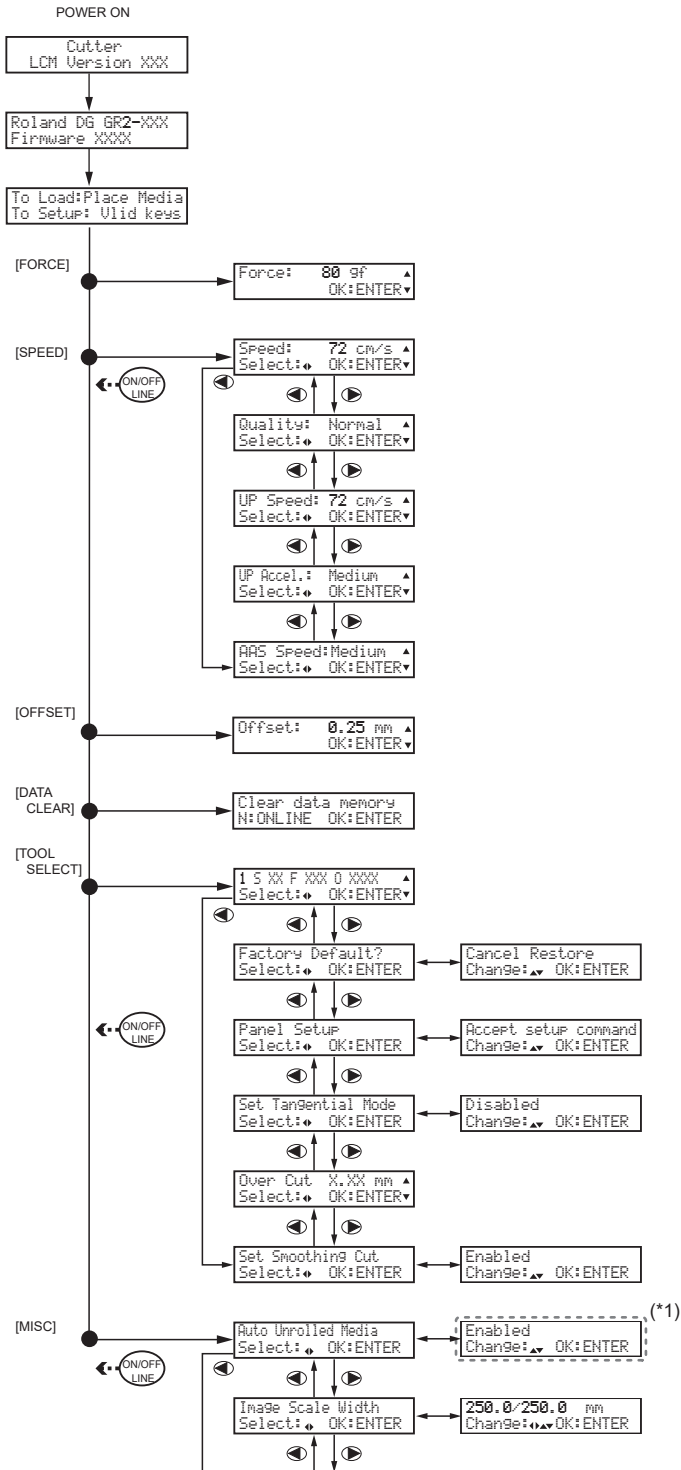 POWER ON
Cutter
LCM Version XXX
Roland DG GR2-XXX
Firmware XXXX
To Load:Place Media
To Setup: Vlid keys
[FORCE]
Force: 80 gf ▲
OK:ENTER▼
[SPEED]
Speed: 72 cm/s ▲
Select:◂▸ OK:ENTER▼
ON/OFF
LINE
Quality: Normal ▲
Select:◂▸ OK:ENTER▼
UP Speed: 72 cm/s ▲
Select:◂▸ OK:ENTER▼
UP Accel.: Medium ▲
Select:◂▸ OK:ENTER▼
AAS Speed:Medium ▲
Select:◂▸ OK:ENTER▼
[OFFSET]
Offset: 0.25 mm ▲
OK:ENTER▼
[DATA
CLEAR]
Clear data memory
N:ONLINE OK:ENTER
[TOOL
SELECT]
1 S XX F XXX O XXXX ▲
Select:◂▸ OK:ENTER▼
Factory Default?
Select:◂▸ OK:ENTER
Cancel Restore
Change:▲▼ OK:ENTER
ON/OFF
LINE
Panel Setup
Select:◂▸ OK:ENTER
Accept setup command
Change:▲▼ OK:ENTER
Set Tangential Mode
Select:◂▸ OK:ENTER
Disabled
Change:▲▼ OK:ENTER
Over Cut X.XX mm ▲
Select:◂▸ OK:ENTER▼
Set Smoothing Cut
Select:◂▸ OK:ENTER
Enabled
Change:▲▼ OK:ENTER
[MISC]
(*1)
Auto Unrolled Media
Select:◂▸ OK:ENTER
Enabled
Change:▲▼ OK:ENTER
ON/OFF
LINE
Image Scale Width
Select:◂▸ OK:ENTER
250.0/250.0 mm
Change:◂▸▲▼OK:ENTER